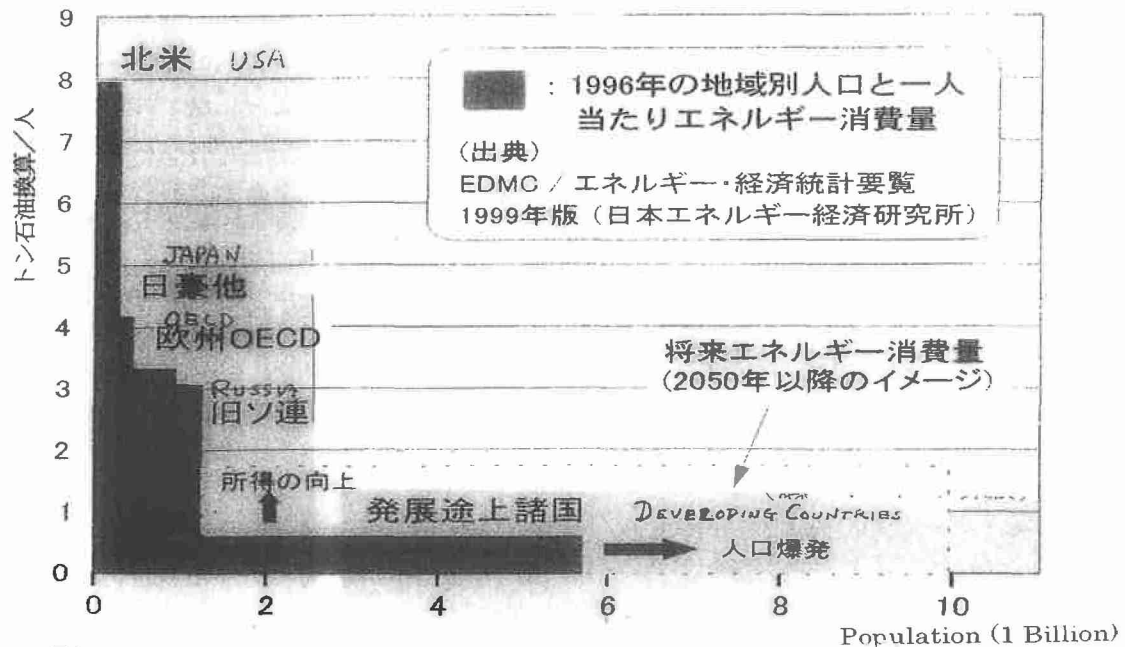 北米 USA
: 1996年の地域別人口と一人
当たりエネルギー消費量
(出典)
EDMC / エネルギー・経済統計要覧
1999年版（日本エネルギー経済研究所）
トン石油換算／人
8
7
6
5
4
3
2
1
0
JAPAN
日豪他
OECD
欧州OECD
RUSSIA
旧ソ連
将来エネルギー消費量
(2050年以降のイメージ)
所得の向上
発展途上諸国
DEVERODING COUNTRIES
人口爆発
0 2 4 6 8 10
Population (1 Billion)